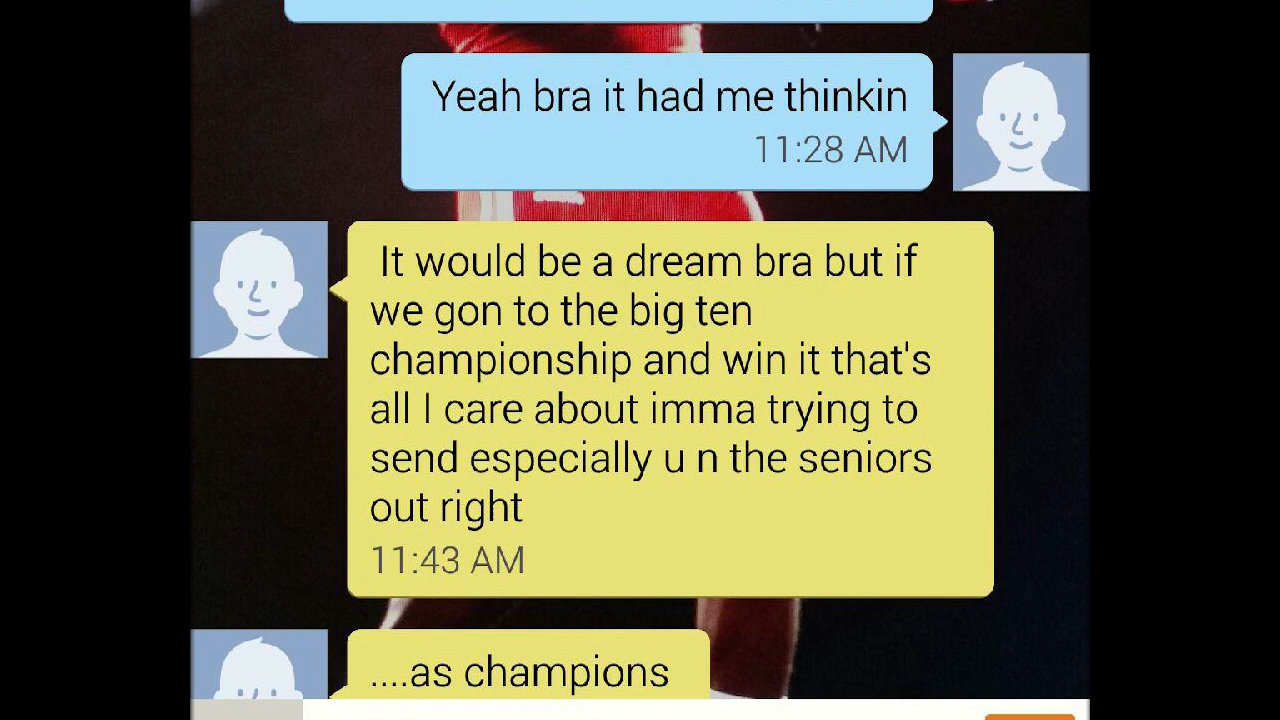 Yeah bra it had me thinkin
11:28 AM
It would be a dream bra but if
we gon to the big ten
championship and win it that's
all I care about imma trying to
send especially u n the seniors
out right
11:43 AM
....as champions